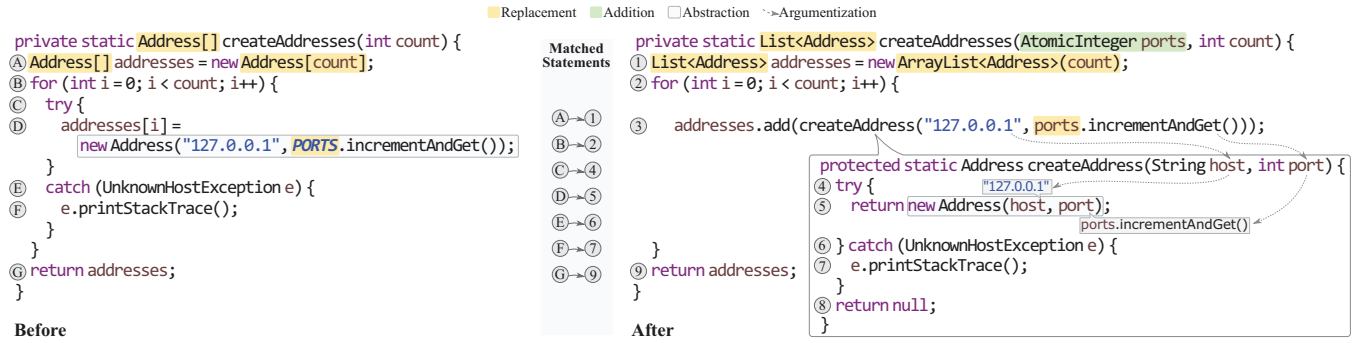 Replacement Addition Abstraction Argumentization
private static Address[] createAddresses(int count) {
A Address[] addresses = new Address[count];
B for (int i = 0; i < count; i++) {
C try {
D addresses[i] =
new Address("127.0.0.1", PORTS.incrementAndGet());
}
E catch (UnknownHostException e) {
F e.printStackTrace();
}
}
G return addresses;
}
Before
Matched
Statements
A 1
B 2
C 4
D 5
E 6
F 7
G 9
private static List<Address> createAddresses(AtomicInteger ports, int count) {
1 List<Address> addresses = new ArrayList<Address>(count);
2 for (int i = 0; i < count; i++) {
3 addresses.add(createAddress("127.0.0.1", ports.incrementAndGet()));
protected static Address createAddress(String host, int port) {
4 try {
"127.0.0.1"
5 return new Address(host, port);
ports.incrementAndGet()
6 } catch (UnknownHostException e) {
7 e.printStackTrace();
}
8 return null;
}
}
9 return addresses;
}
After